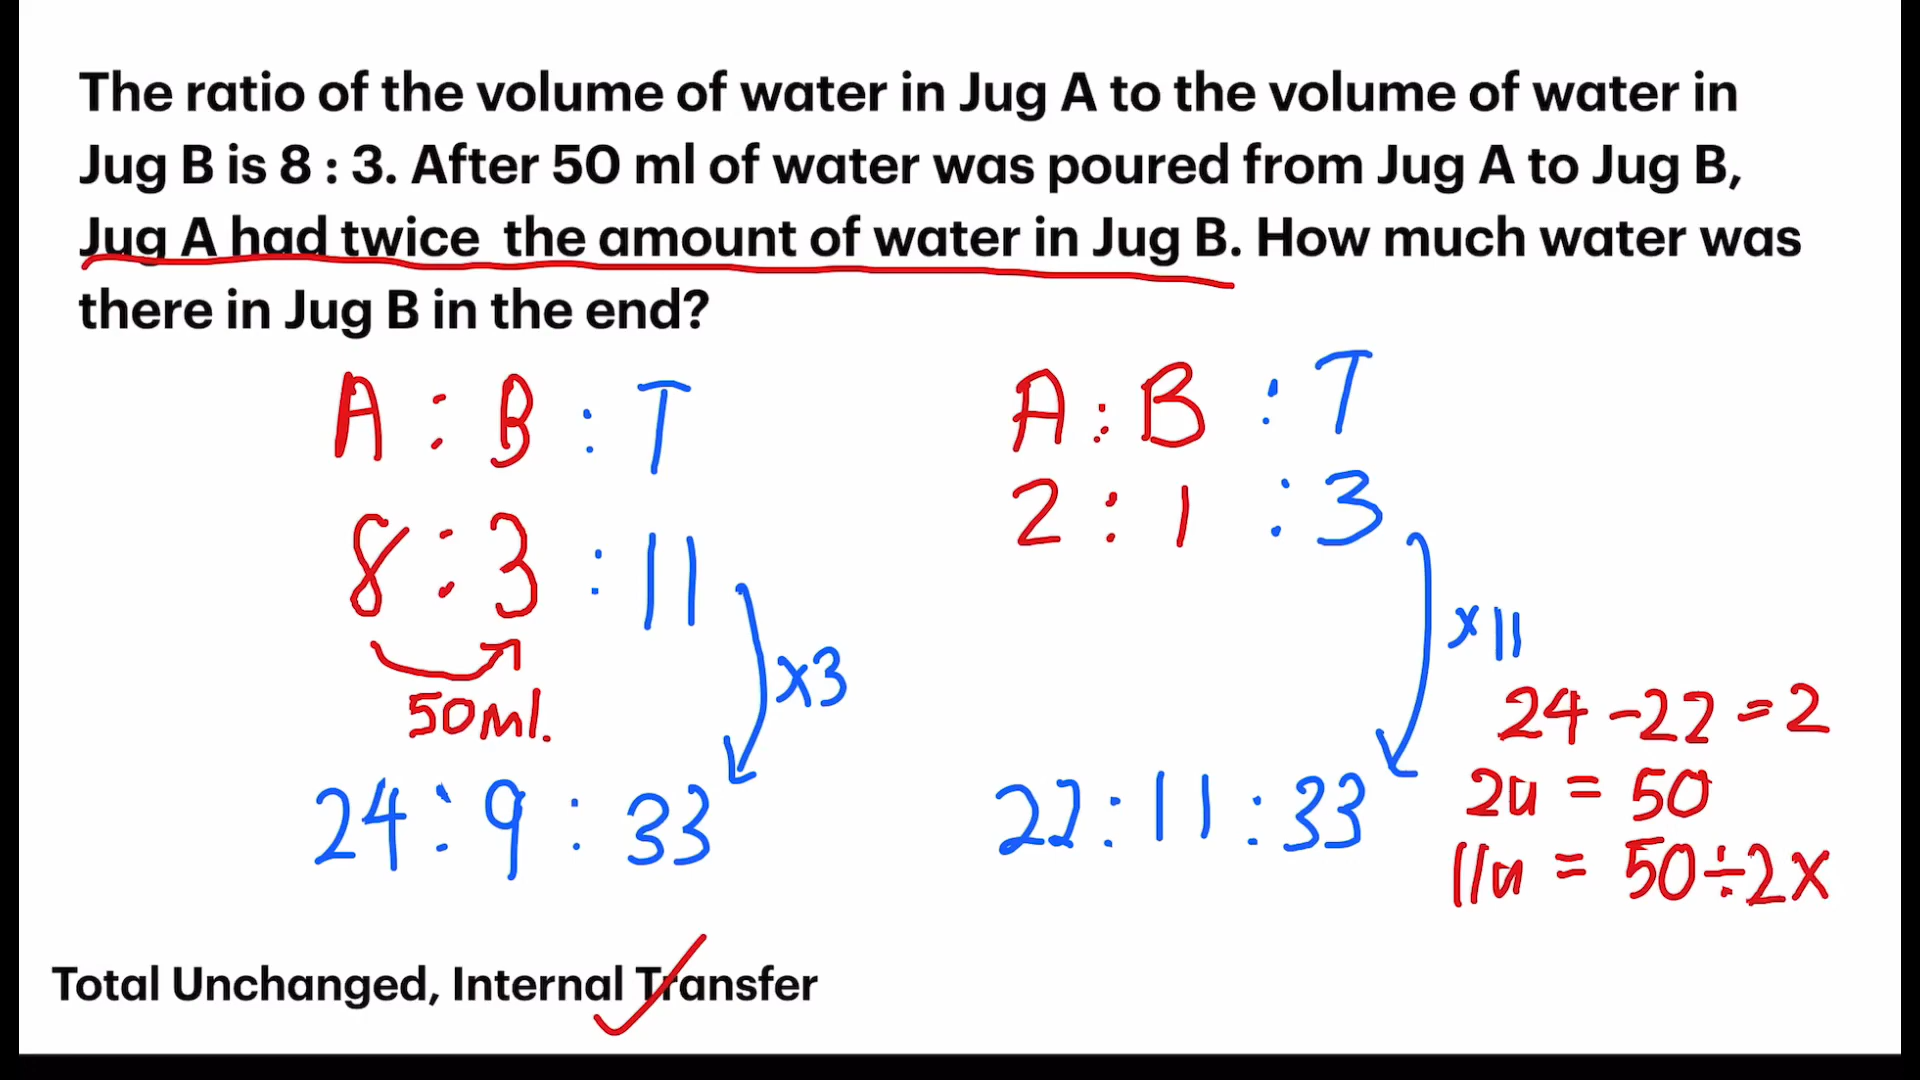 The ratio of the volume of water in Jug A to the volume of water in
Jug B is 8 : 3. After 50 ml of water was poured from Jug A to Jug B,
Jug A had twice the amount of water in Jug B. How much water was
there in Jug B in the end?
A : B : T
8 : 3 : 11
50ml.
x3
24 : 9 : 33
A : B : T
2 : 1 : 3
x11
22 : 11 : 33
24 - 22 = 2
2u = 50
11u = 50÷2x
Total Unchanged, Internal Transfer